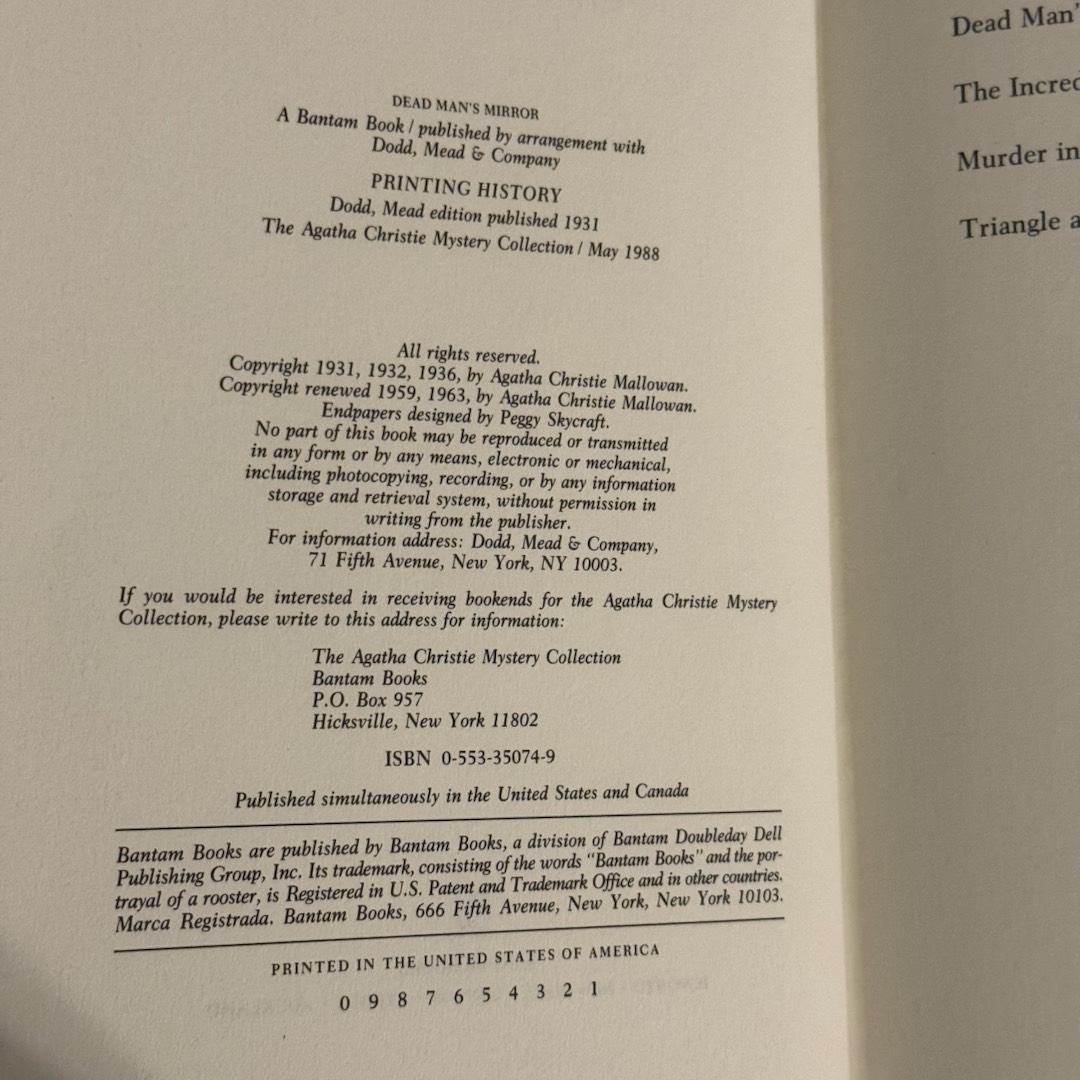 DEAD MAN'S MIRROR
A Bantam Book / published by arrangement with
Dodd, Mead & Company
PRINTING HISTORY
Dodd, Mead edition published 1931
The Agatha Christie Mystery Collection / May 1988
All rights reserved.
Copyright 1931, 1932, 1936, by Agatha Christie Mallowan.
Copyright renewed 1959, 1963, by Agatha Christie Mallowan.
Endpapers designed by Peggy Skycraft.
No part of this book may be reproduced or transmitted
in any form or by any means, electronic or mechanical,
including photocopying, recording, or by any information
storage and retrieval system, without permission in
writing from the publisher.
For information address: Dodd, Mead & Company,
71 Fifth Avenue, New York, NY 10003.
If you would be interested in receiving bookends for the Agatha Christie Mystery
Collection, please write to this address for information:
The Agatha Christie Mystery Collection
Bantam Books
P.O. Box 957
Hicksville, New York 11802
ISBN 0-553-35074-9
Published simultaneously in the United States and Canada
Bantam Books are published by Bantam Books, a division of Bantam Doubleday Dell
Publishing Group, Inc. Its trademark, consisting of the words "Bantam Books" and the por-
trayal of a rooster, is Registered in U.S. Patent and Trademark Office and in other countries.
Marca Registrada. Bantam Books, 666 Fifth Avenue, New York, New York 10103.
PRINTED IN THE UNITED STATES OF AMERICA
0 9 8 7 6 5 4 3 2 1
Dead Man'
The Incred
Murder in
Triangle a